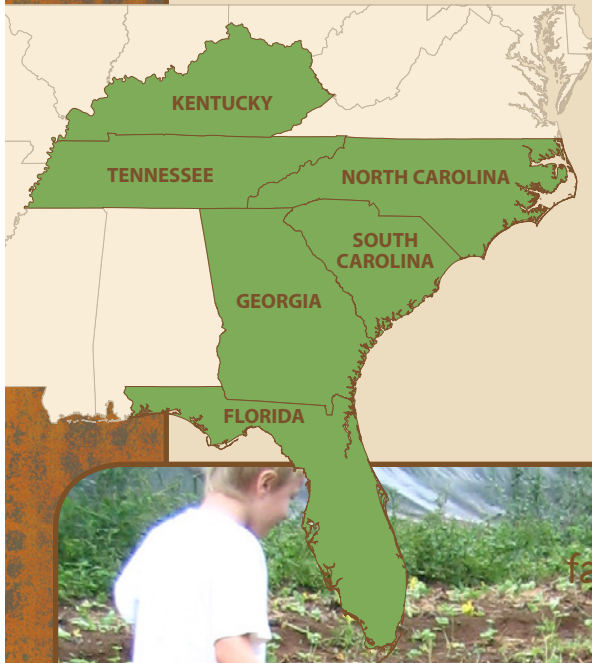 KENTUCKY
TENNESSEE
NORTH CAROLINA
SOUTH
CAROLINA
GEORGIA
FLORIDA